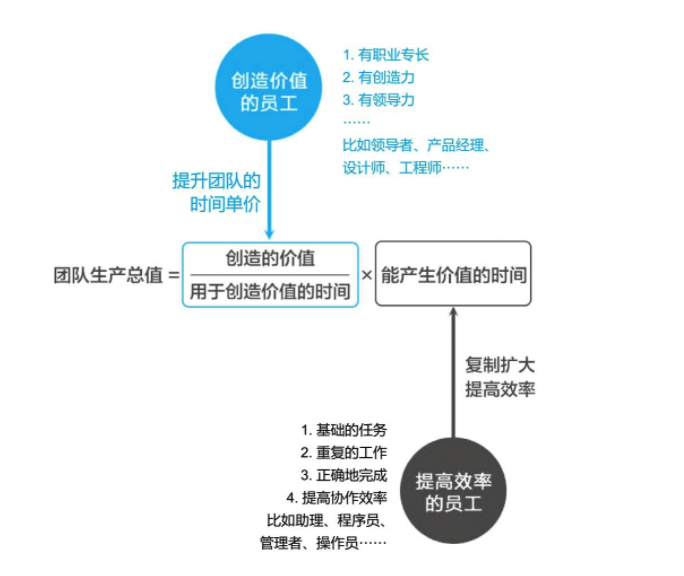 创造价值
的员工
1. 有职业专长
2. 有创造力
3. 有领导力
……
比如领导者、产品经理、
设计师、工程师……
提升团队的
时间单价
团队生产总值=
创造的价值
用于创造价值的时间
×
能产生价值的时间
复制扩大
提高效率
1. 基础的任务
2. 重复的工作
3. 正确地完成
4. 提高协作效率
比如助理、程序员、
管理者、操作员……
提高效率
的员工